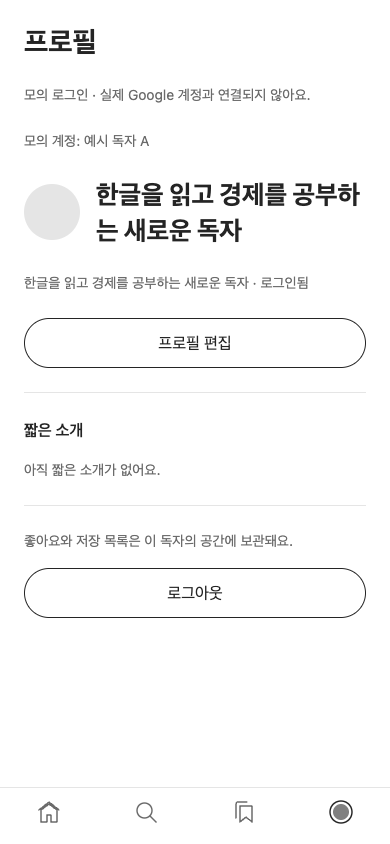 프로필
모의 로그인 · 실제 Google 계정과 연결되지 않아요.
모의 계정: 예시 독자 A
한글을 읽고 경제를 공부하
는 새로운 독자
한글을 읽고 경제를 공부하는 새로운 독자 · 로그인됨
프로필 편집
짧은 소개
아직 짧은 소개가 없어요.
좋아요와 저장 목록은 이 독자의 공간에 보관돼요.
로그아웃